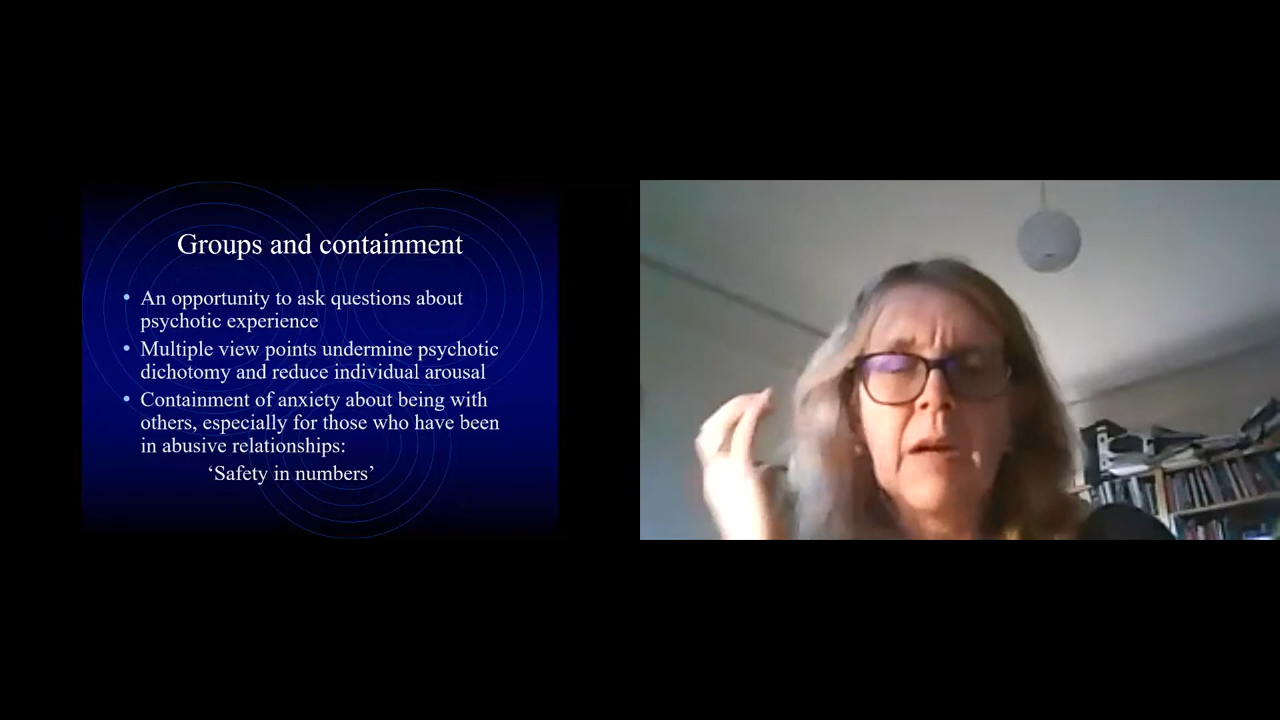 Groups and containment
• An opportunity to ask questions about
psychotic experience
• Multiple view points undermine psychotic
dichotomy and reduce individual arousal
• Containment of anxiety about being with
others, especially for those who have been
in abusive relationships:
‘Safety in numbers’